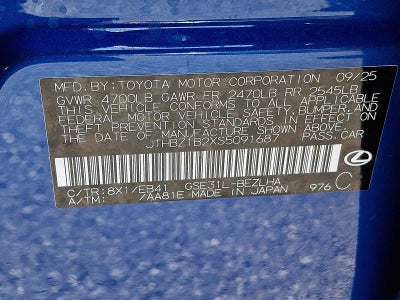 MFD. BY: TOYOTA MOTOR CORPORATION 09/25
GVWR 4700LB GAWR FR 2470LB RR 2545LB
THIS VEHICLE CONFORMS TO ALL APPLICABLE
FEDERAL MOTOR VEHICLE SAFETY, BUMPER, AND
THEFT PREVENTION STANDARDS IN EFFECT ON
THE DATE OF MANUFACTURE SHOWN ABOVE.
JTHBZ1B2XS5091687 PASS.CAR
C/TR: 8X1/EB41 GSE31L-BEZLHA 976 C
A/TM: /AA81E MADE IN JAPAN